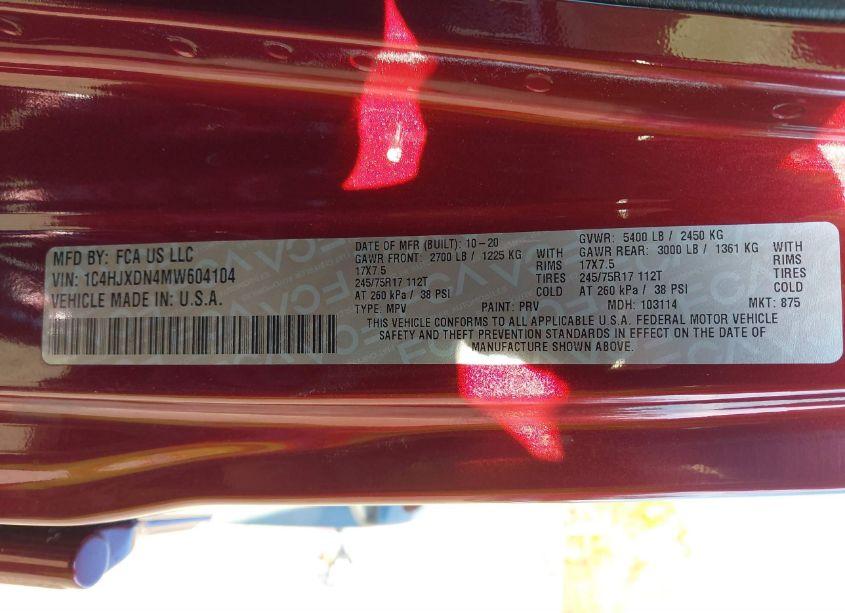 MFD BY: FCA US LLC
VIN: 1C4HJXDN4MW604104
VEHICLE MADE IN: U.S.A.
DATE OF MFR (BUILT): 10-20 GVWR: 5400 LB / 2450 KG
GAWR FRONT: 2700 LB / 1225 KG WITH GAWR REAR: 3000 LB / 1361 KG WITH
17X7.5 RIMS 17X7.5 RIMS
245/75R17 112T TIRES 245/75R17 112T TIRES
AT 260 kPa / 38 PSI COLD AT 260 kPa / 38 PSI COLD
TYPE: MPV PAINT: PRV MDH: 103114 MKT: 875
THIS VEHICLE CONFORMS TO ALL APPLICABLE U.S.A. FEDERAL MOTOR VEHICLE
SAFETY AND THEFT PREVENTION STANDARDS IN EFFECT ON THE DATE OF
MANUFACTURE SHOWN ABOVE.